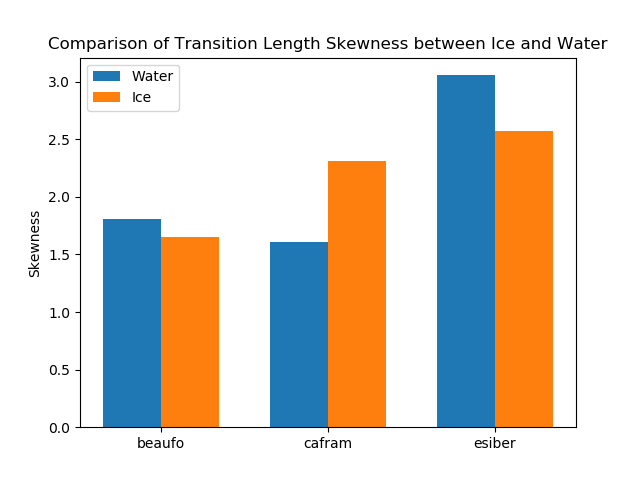 Comparison of Transition Length Skewness between Ice and Water
Water
Ice
3.0
2.5
2.0
1.5
1.0
0.5
0.0
Skewness
beaufo
cafram
esiber